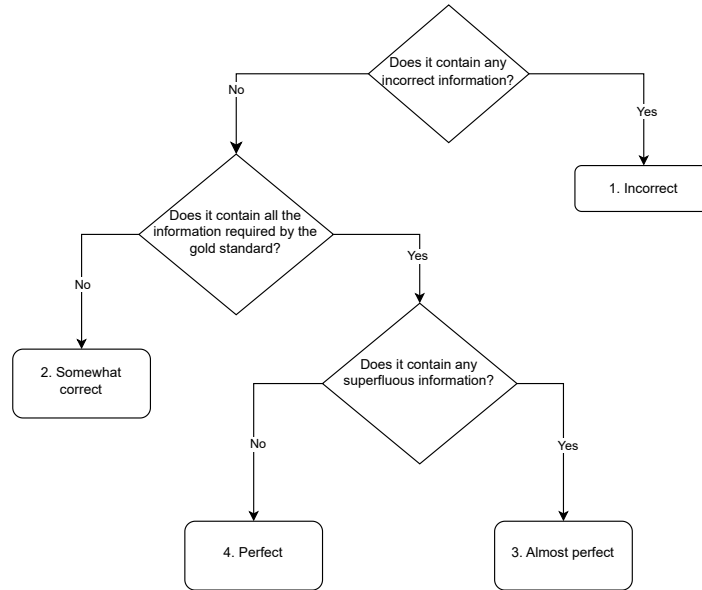 Does it contain any
incorrect information?
No
Yes
1. Incorrect
Does it contain all the
information required by the
gold standard?
No
Yes
2. Somewhat
correct
Does it contain any
superfluous information?
No
Yes
4. Perfect
3. Almost perfect